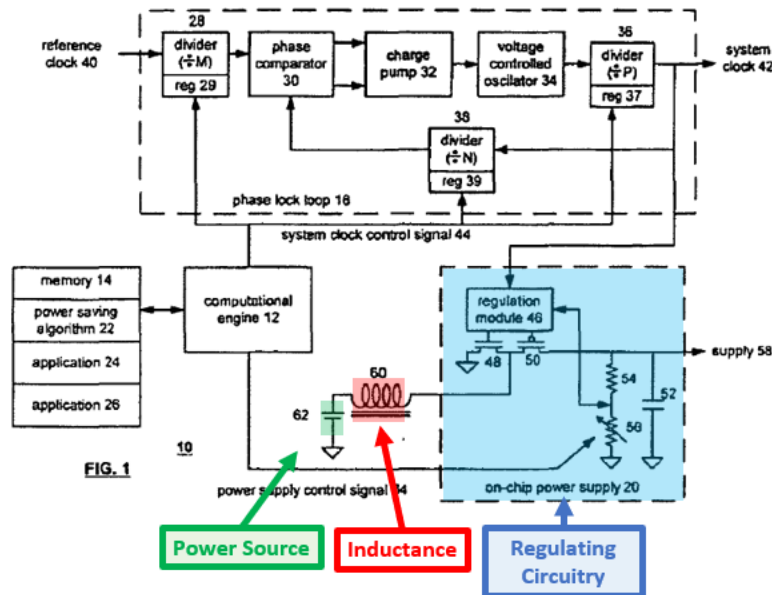 28
36
reference
clock 40
divider
(÷M)
reg 29
phase
comparator
30
charge
pump 32
voltage
controlled
oscilator 34
divider
(÷P)
reg 37
system
clock 42
38
divider
(÷N)
reg 39
phase lock loop 16
system clock control signal 44
memory 14
power saving
algorithm 22
application 24
application 26
computational
engine 12
regulation
module 46
48
50
supply 58
54
52
56
60
62
10
FIG. 1
power supply control signal
on-chip power supply 20
Power Source
Inductance
Regulating
Circuitry